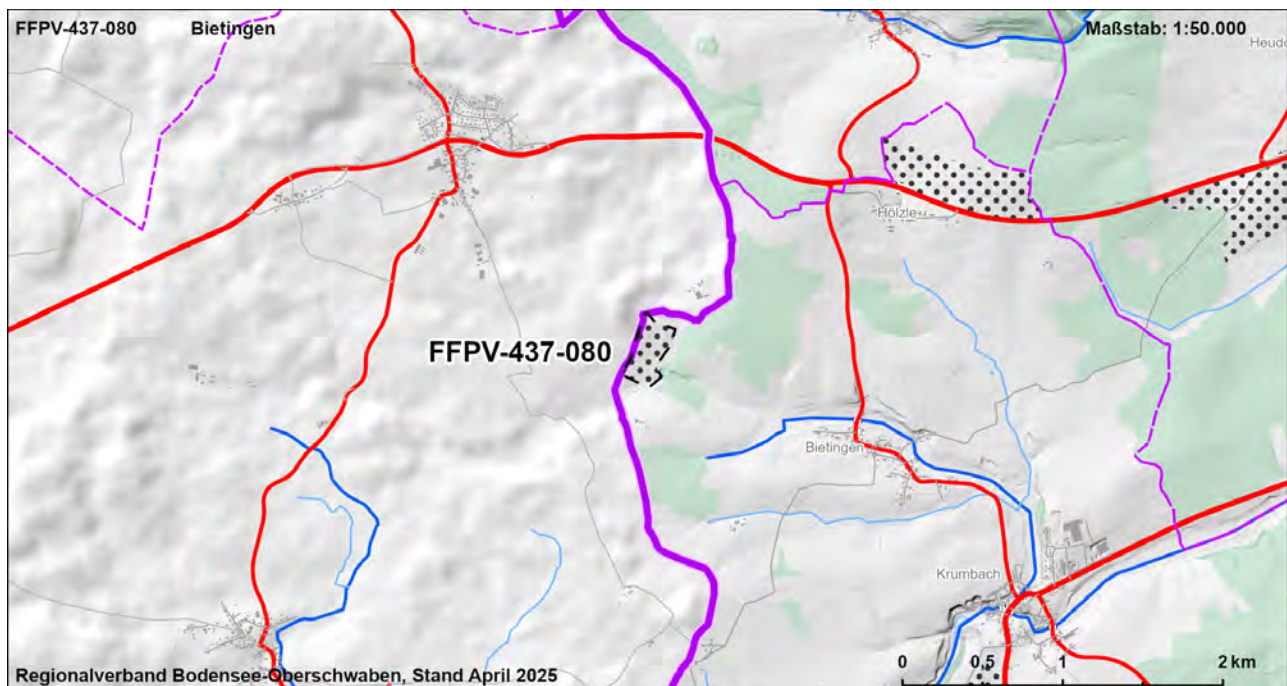 FFPV-437-080 Bietingen Maßstab: 1:50.000
Heudo
Hölzle
FFPV-437-080
Bietingen
Krumbach
0 0,5 1 2 km
Regionalverband Bodensee-Oberschwaben, Stand April 2025